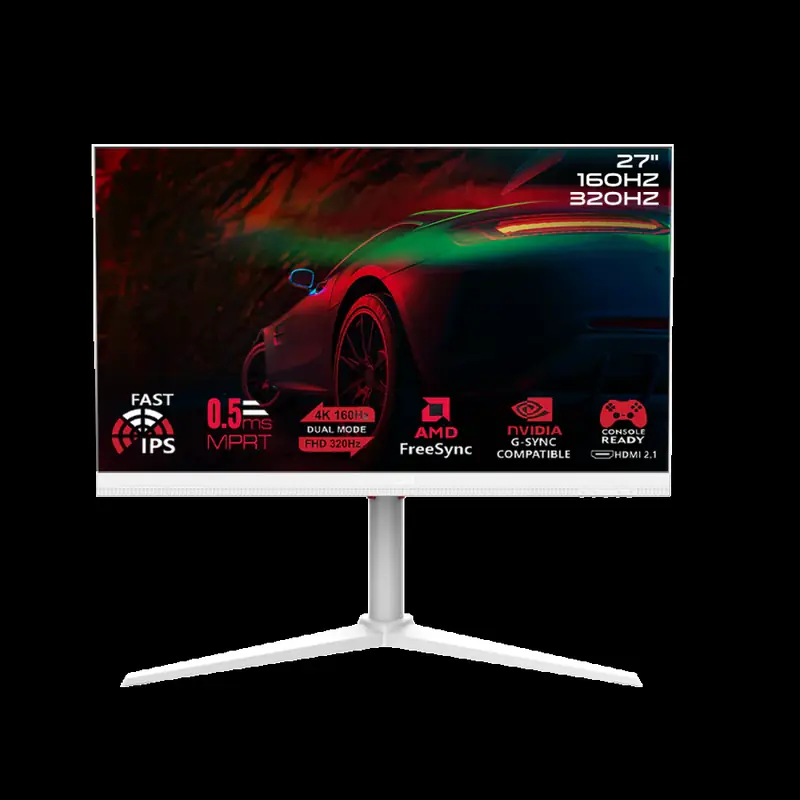 27"
160HZ
320HZ
FAST
IPS
0.5ms
MPRT
4K 160Hz
DUAL MODE
FHD 320Hz
AMD
FreeSync
NVIDIA
G-SYNC
COMPATIBLE
CONSOLE
READY
HDMI 2.1